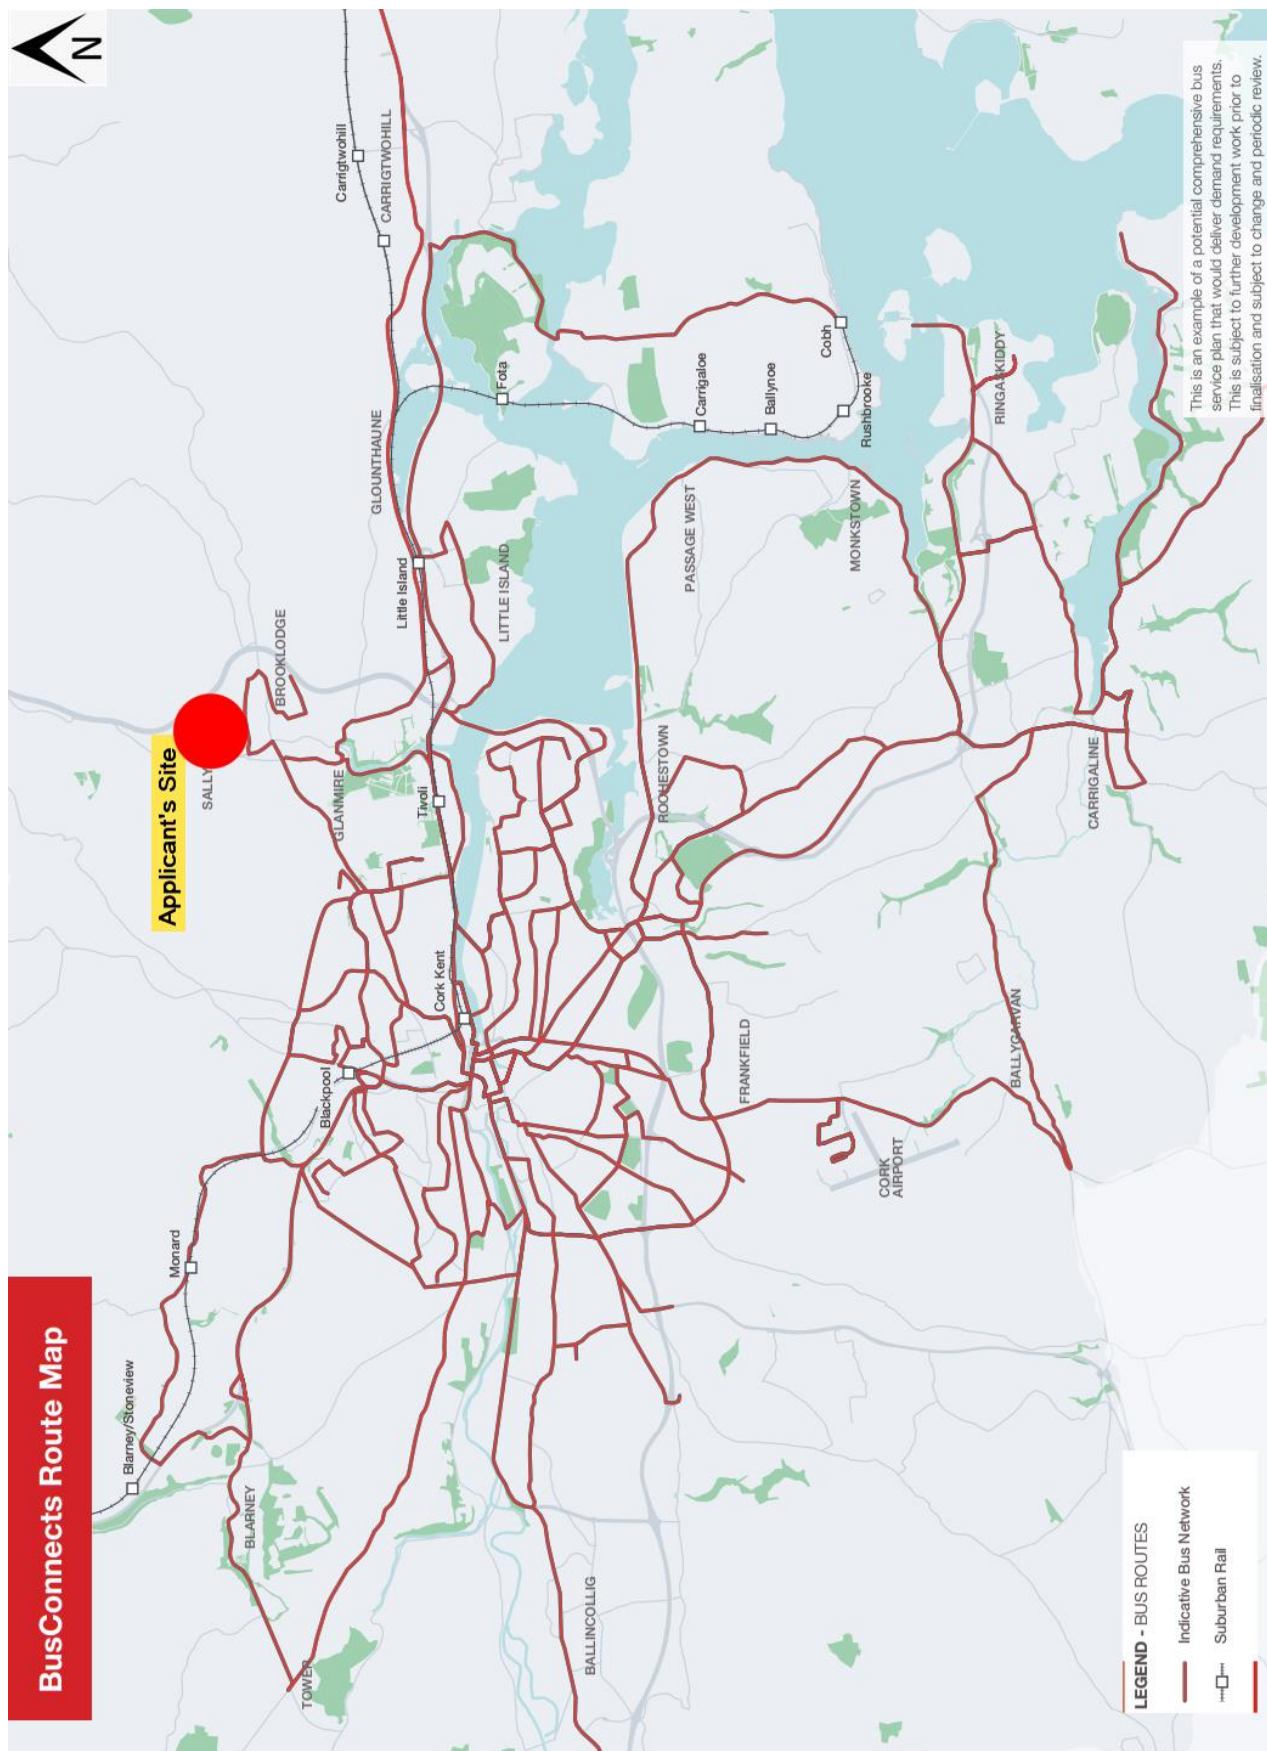 BusConnects Route Map
N
Blarney/Stoneview
Monard
Applicant's Site
SALLY
BROOKLODGE
BLARNEY
TOWER
Blackpool
GLANMIRE
Carrigtwohill
CARRIGTWOHILL
GLOUNTHAUNE
Little Island
LITTLE ISLAND
Tivoli
Cork Kent
Fota
BALLINCOLLIG
PASSAGE WEST
ROCHESTOWN
Carrigaloe
Ballynoe
Cobh
Rushbrooke
FRANKFIELD
MONKSTOWN
CORK
AIRPORT
RINGASKIDDY
BALLYGARVAN
CARRIGALINE
LEGEND - BUS ROUTES
Indicative Bus Network
Suburban Rail
This is an example of a potential comprehensive bus
service plan that would deliver demand requirements.
This is subject to further development work prior to
finalisation and subject to change and periodic review.